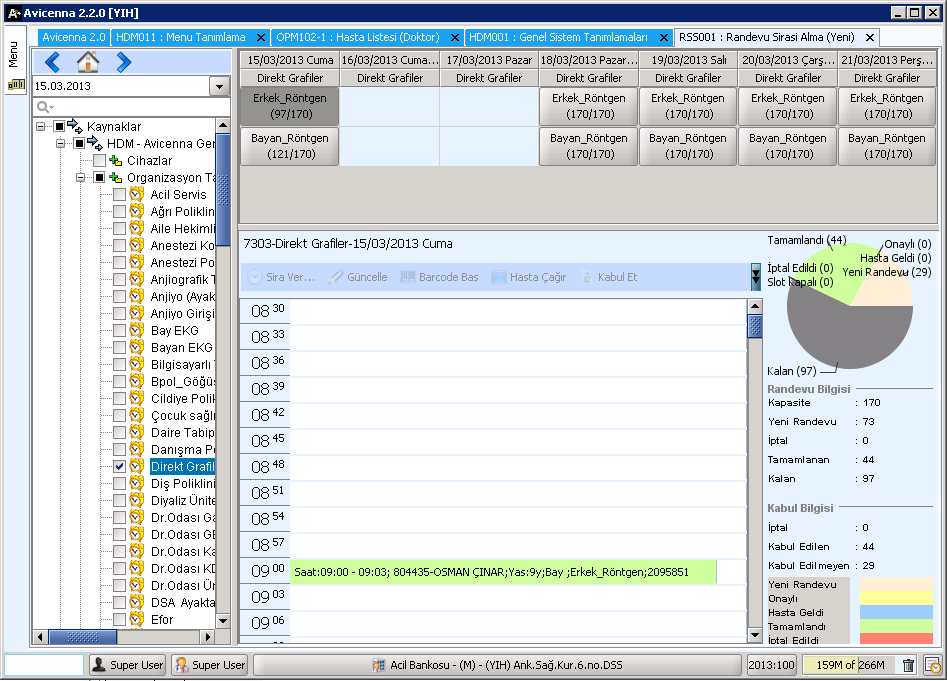 Avicenna 2.2.0 [YIH]
Menu
Avicenna 2.0
HDM011 : Menu Tanımlama
OPM102-1 : Hasta Listesi (Doktor)
HDM001 : Genel Sistem Tanımlamaları
RSS001 : Randevu Sirasi Alma (Yeni)
15.03.2013
Kaynaklar
HDM - Avicenna Ger
Cihazlar
Organizasyon Ta
Acil Servis
Ağrı Poliklin
Aile Hekimli
Anestezi Ko
Anestezi Po
Anjiografik T
Anjiyo (Ayak
Anjiyo Girişi
Bay EKG
Bayan EKG
Bilgisayarlı T
Bpol_Göğüs
Cildiye Polik
Çocuk sağlı
Daire Tabip
Danışma Po
Direkt Grafil
Diş Poliklini
Diyaliz Ünite
Dr.Odası Ga
Dr.Odası GE
Dr.Odası Ka
Dr.Odası KD
Dr.Odası Ür
DSA Ayakta
Efor
15/03/2013 Cuma
16/03/2013 Cuma...
17/03/2013 Pazar
18/03/2013 Pazar...
19/03/2013 Salı
20/03/2013 Çarş...
21/03/2013 Perş...
Direkt Grafiler
Direkt Grafiler
Direkt Grafiler
Direkt Grafiler
Direkt Grafiler
Direkt Grafiler
Direkt Grafiler
Erkek_Röntgen
(97/170)
Erkek_Röntgen
(170/170)
Erkek_Röntgen
(170/170)
Erkek_Röntgen
(170/170)
Erkek_Röntgen
(170/170)
Bayan_Röntgen
(121/170)
Bayan_Röntgen
(170/170)
Bayan_Röntgen
(170/170)
Bayan_Röntgen
(170/170)
Bayan_Röntgen
(170/170)
7303-Direkt Grafiler-15/03/2013 Cuma
Sira Ver...
Güncelle
Barcode Bas
Hasta Çağır
Kabul Et
08 30
08 33
08 36
08 39
08 42
08 45
08 48
08 51
08 54
08 57
09 00 Saat:09:00 - 09:03; 804435-OSMAN ÇINAR;Yas:9y;Bay ;Erkek_Röntgen;2095851
09 03
09 06
Tamamlandı (44)
Onaylı (0)
Hasta Geldi (0)
İptal Edildi (0)
Yeni Randevu (29)
Slot Kapalı (0)
Kalan (97)
Randevu Bilgisi
Kapasite : 170
Yeni Randevu : 73
İptal : 0
Tamamlanan : 44
Kalan : 97
Kabul Bilgisi
İptal : 0
Kabul Edilen : 44
Kabul Edilmeyen : 29
Yeni Randevu
Onaylı
Hasta Geldi
Tamamlandı
İptal Edildi
Super User
Super User
Acil Bankosu - (M) - (YIH) Ank.Sağ.Kur.6.no.DSS
2013:100
159M of 266M